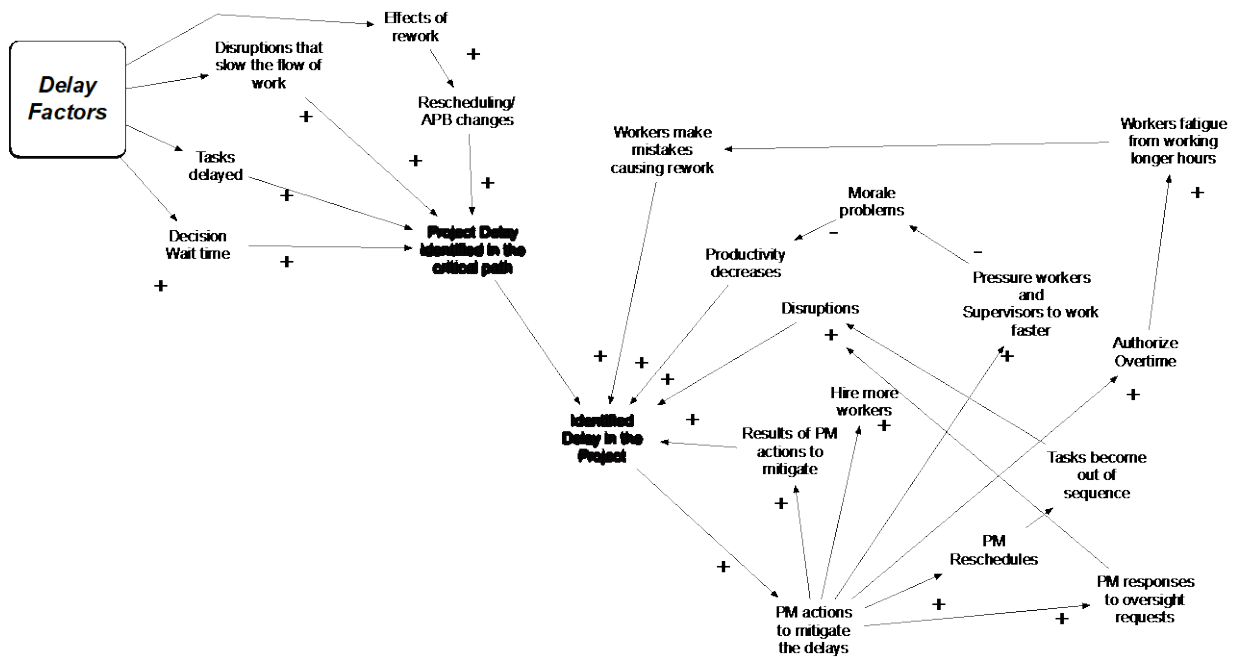 Delay
Factors
Effects of
rework
+
Disruptions that
slow the flow of
work
+
Rescheduling/
APB changes
+
+
Tasks
delayed
+
Decision
Wait time
+
+
Project Delay
Identified in the
critical path
Workers make
mistakes
causing rework
Workers fatigue
from working
longer hours
+
Morale
problems
–
Productivity
decreases
–
Pressure workers
and
Supervisors to work
faster
+
Disruptions
+
Authorize
Overtime
+
+
+
+
Hire more
workers
+
Identified
Delay in the
Project
+
Results of PM
actions to
mitigate
+
Tasks become
out of
sequence
PM
Reschedules
+
+
PM actions
to mitigate
the delays
PM responses
to oversight
requests
+